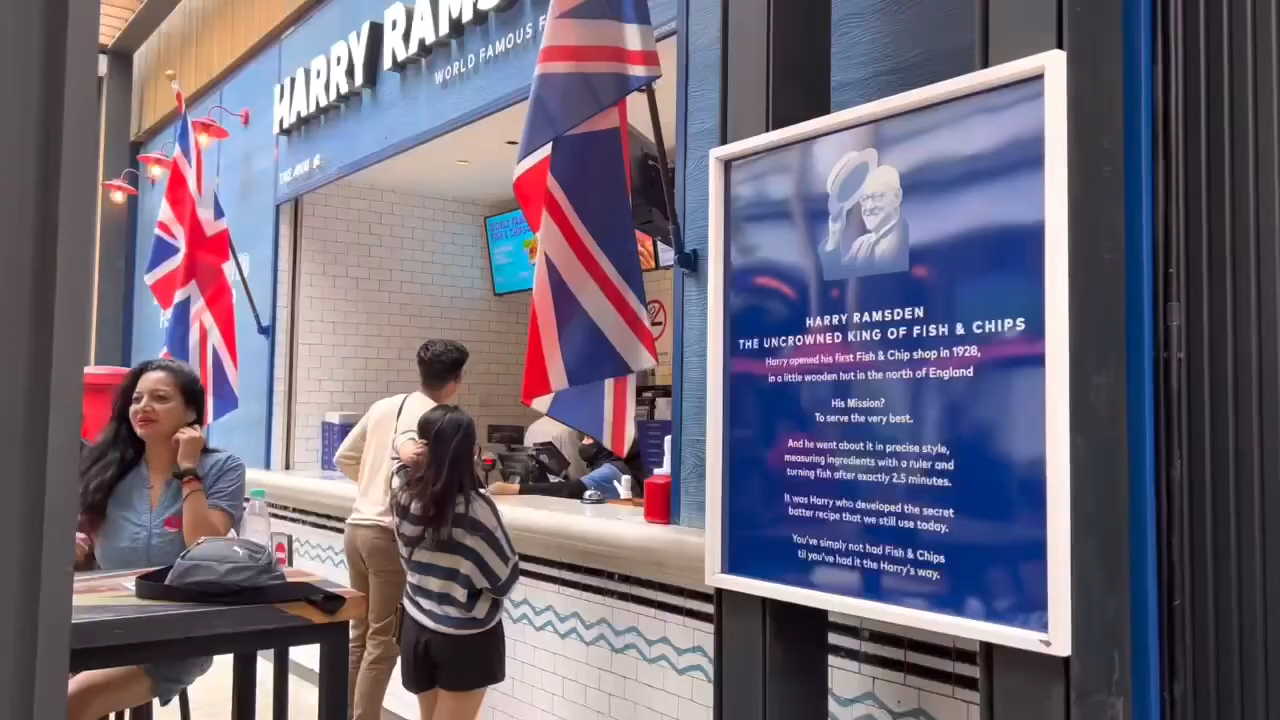 HARRY RAMS
WORLD FAMOUS F
TAKE AWAY
HARRY RAMSDEN
THE UNCROWNED KING OF FISH & CHIPS
Harry opened his first Fish & Chip shop in 1928,
in a little wooden hut in the north of England
His Mission?
To serve the very best.
And he went about it in precise style,
measuring ingredients with a ruler and
turning fish after exactly 2.5 minutes.
It was Harry who developed the secret
batter recipe that we still use today.
You've simply not had Fish & Chips
til you've had it the Harry's way.